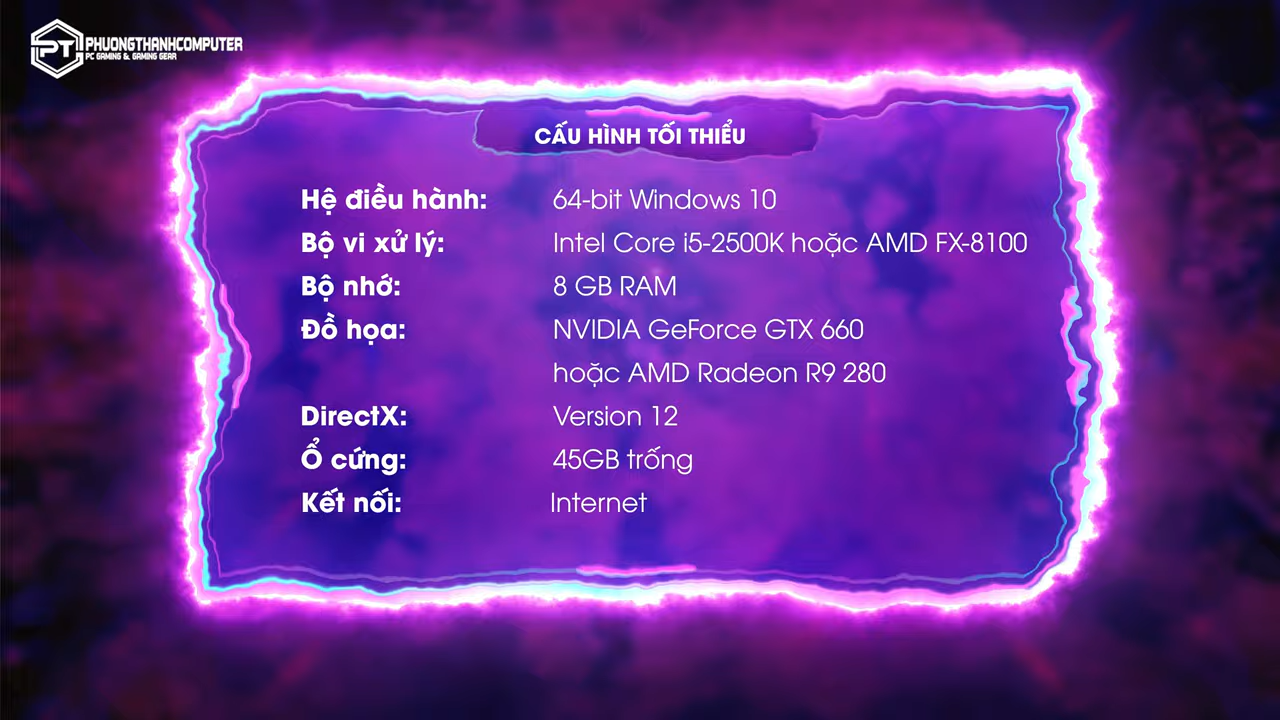 PT PHUONGTHANHCOMPUTER
PC GAMING & GAMING GEAR
CẤU HÌNH TỐI THIỂU
Hệ điều hành: 64-bit Windows 10
Bộ vi xử lý: Intel Core i5-2500K hoặc AMD FX-8100
Bộ nhớ: 8 GB RAM
Đồ họa: NVIDIA GeForce GTX 660
hoặc AMD Radeon R9 280
DirectX: Version 12
Ổ cứng: 45GB trống
Kết nối: Internet